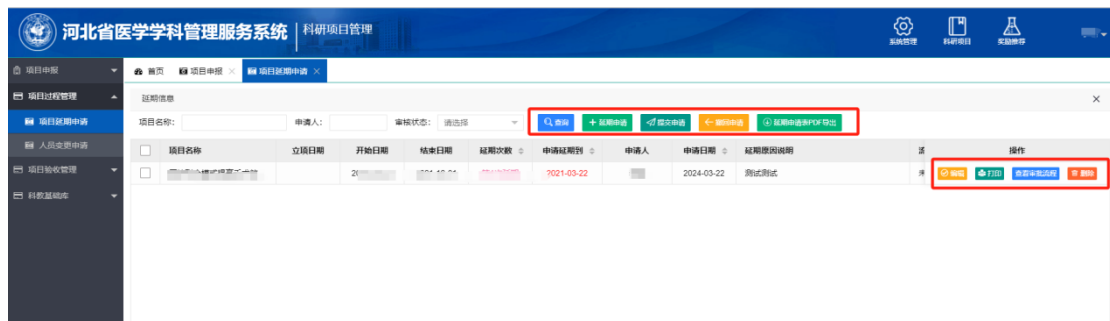 河北省医学学科管理服务系统 科研项目管理
系统管理 科研项目 奖励推荐
项目申报
首页 项目申报 × 项目延期申请 ×
项目过程管理
延期信息 ×
项目延期申请
项目名称: 申请人: 审核状态: 请选择 查询 延期申请 提交申请 撤回申请 延期申请表PDF导出
人员变更申请
项目名称 立项日期 开始日期 结束日期 延期次数 申请延期到 申请人 申请日期 延期原因说明 操作
项目验收管理
2021-03-22 2024-03-22 测试测试 编辑 打印 查看审批流程 删除
科教基础库